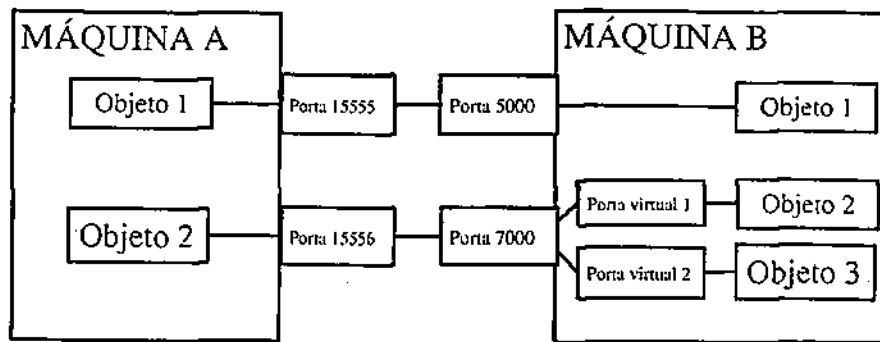 MÁQUINA A
MÁQUINA B
Objeto 1
Porta 15555
Porta 5000
Objeto 1
Porta virtual 1
Objeto 2
Objeto 2
Porta 15556
Porta 7000
Porta virtual 2
Objeto 3